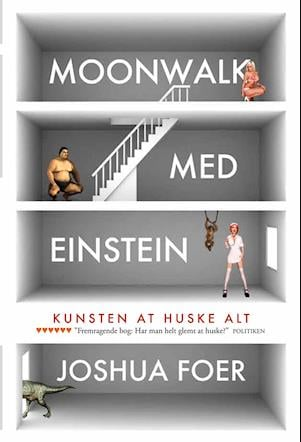 MOONWALK
MED
EINSTEIN
KUNSTEN AT HUSKE ALT
♥♥♥♥♥♥ "Fremragende bog: Har man helt glemt at huske?" POLITIKEN
JOSHUA FOER